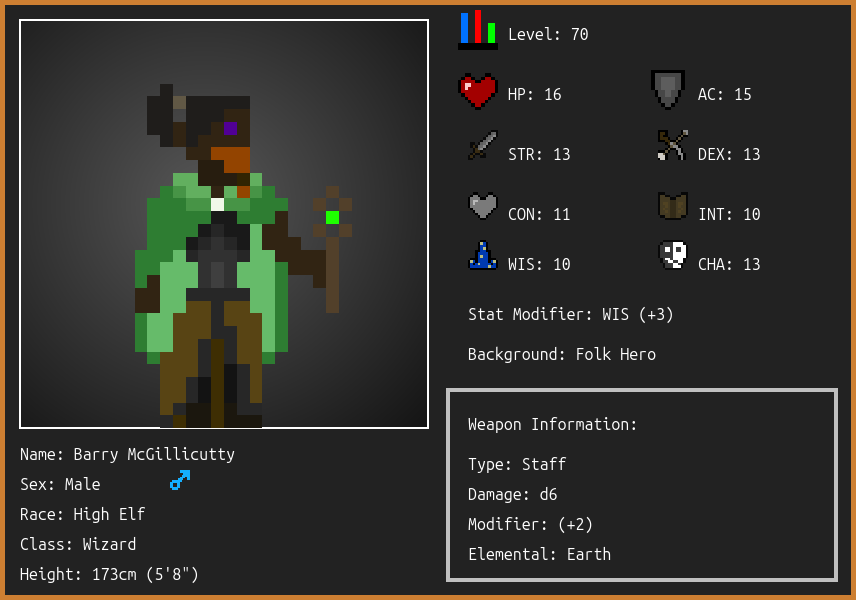 Level: 70
HP: 16
AC: 15
STR: 13
DEX: 13
CON: 11
INT: 10
WIS: 10
CHA: 13
Stat Modifier: WIS (+3)
Background: Folk Hero
Weapon Information:
Type: Staff
Damage: d6
Modifier: (+2)
Elemental: Earth
Name: Barry McGillicutty
Sex: Male
Race: High Elf
Class: Wizard
Height: 173cm (5'8")